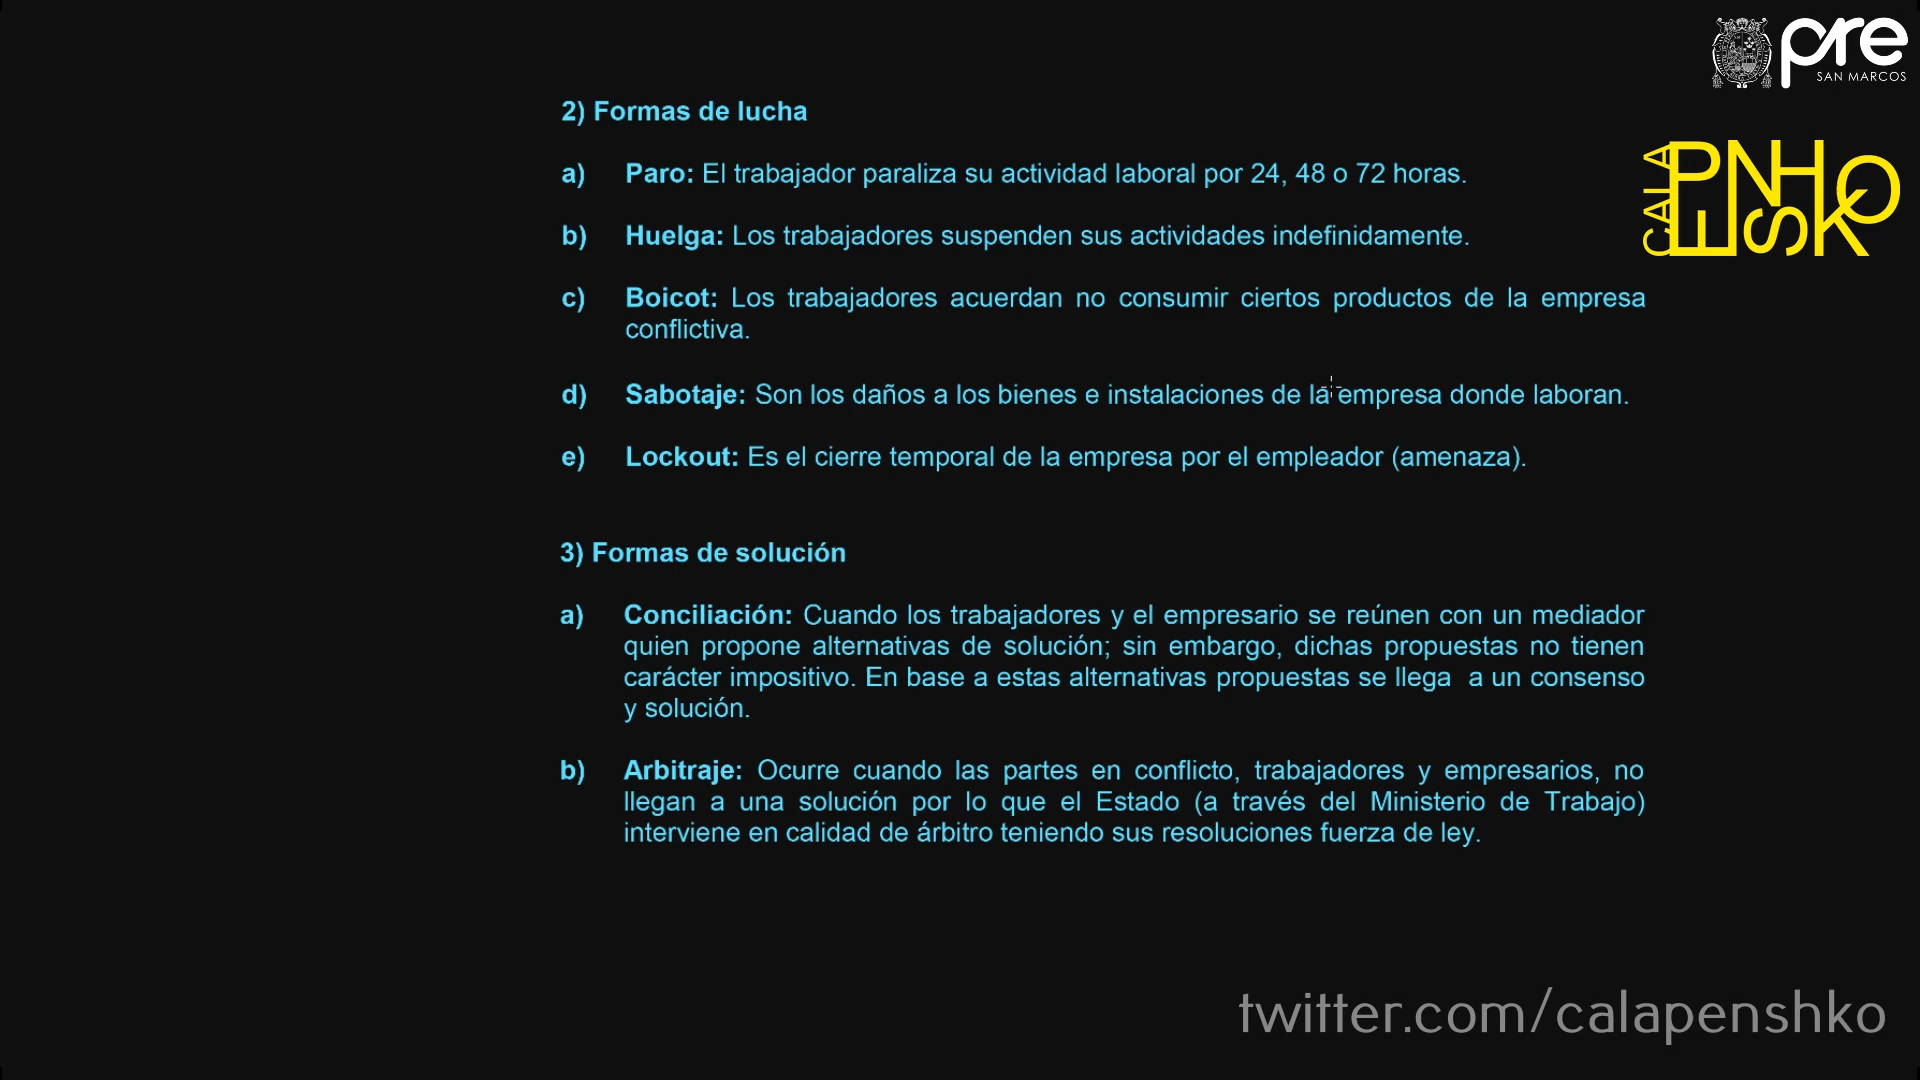 pre
SAN MARCOS
CALA
PENSHKO
2) Formas de lucha
a) Paro: El trabajador paraliza su actividad laboral por 24, 48 o 72 horas.
b) Huelga: Los trabajadores suspenden sus actividades indefinidamente.
c) Boicot: Los trabajadores acuerdan no consumir ciertos productos de la empresa
conflictiva.
d) Sabotaje: Son los daños a los bienes e instalaciones de la empresa donde laboran.
e) Lockout: Es el cierre temporal de la empresa por el empleador (amenaza).
3) Formas de solución
a) Conciliación: Cuando los trabajadores y el empresario se reúnen con un mediador
quien propone alternativas de solución; sin embargo, dichas propuestas no tienen
carácter impositivo. En base a estas alternativas propuestas se llega a un consenso
y solución.
b) Arbitraje: Ocurre cuando las partes en conflicto, trabajadores y empresarios, no
llegan a una solución por lo que el Estado (a través del Ministerio de Trabajo)
interviene en calidad de árbitro teniendo sus resoluciones fuerza de ley.
twitter.com/calapenshko